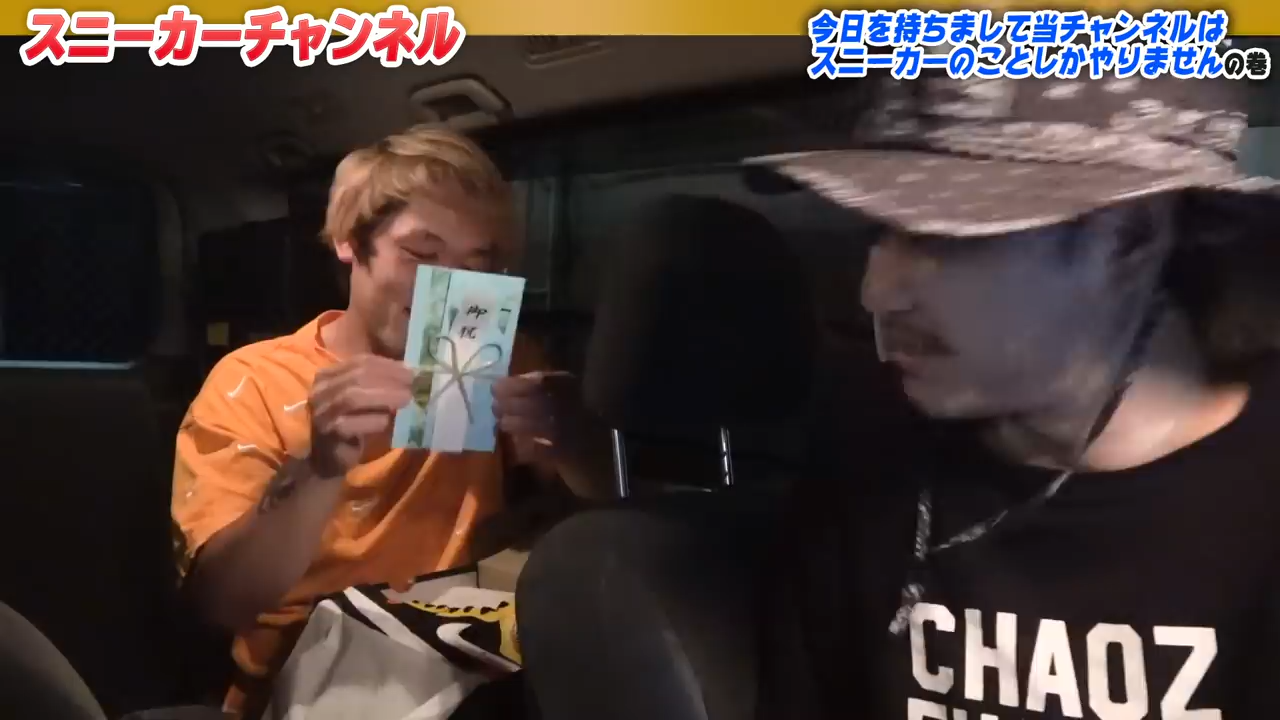 スニーカーチャンネル
今日を持ちまして当チャンネルは
スニーカーのことしかやりませんの巻
御
祝
CHAOZ